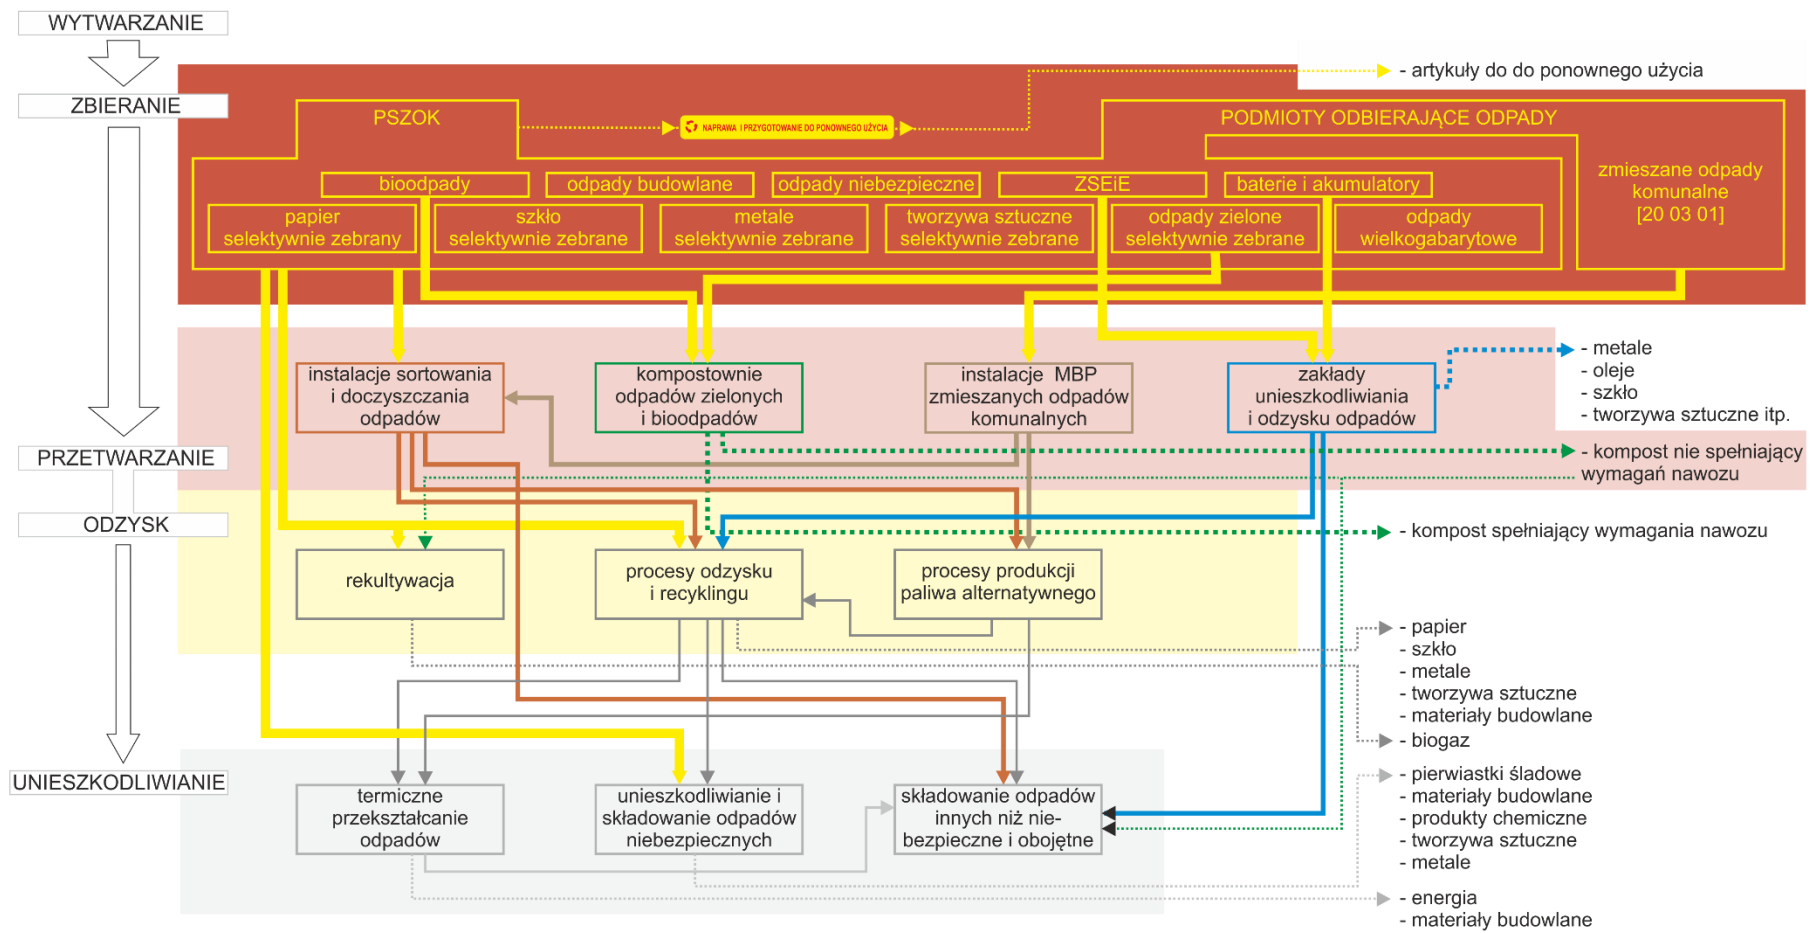 WYTWARZANIE
- artykuły do do ponownego użycia
ZBIERANIE
PSZOK
NAPRAWA I PRZYGOTOWANIE DO PONOWNEGO UŻYCIA
PODMIOTY ODBIERAJĄCE ODPADY
zmieszane odpady
komunalne
[20 03 01]
bioodpady
odpady budowlane
odpady niebezpieczne
ZSEiE
baterie i akumulatory
papier
selektywnie zebrany
szkło
selektywnie zebrane
metale
selektywnie zebrane
tworzywa sztuczne
selektywnie zebrane
odpady zielone
selektywnie zebrane
odpady
wielkogabarytowe
instalacje sortowania
i doczyszczania
odpadów
kompostownie
odpadów zielonych
i bioodpadów
instalacje MBP
zmieszanych odpadów
komunalnych
zakłady
unieszkodliwiania
i odzysku odpadów
- metale
- oleje
- szkło
- tworzywa sztuczne itp.
PRZETWARZANIE
- kompost nie spełniający
wymagań nawozu
ODZYSK
- kompost spełniający wymagania nawozu
rekultywacja
procesy odzysku
i recyklingu
procesy produkcji
paliwa alternatywnego
- papier
- szkło
- metale
- tworzywa sztuczne
- materiały budowlane
- biogaz
UNIESZKODLIWIANIE
termiczne
przekształcanie
odpadów
unieszkodliwianie i
składowanie odpadów
niebezpiecznych
składowanie odpadów
innych niż nie-
bezpieczne i obojętne
- pierwiastki śladowe
- materiały budowlane
- produkty chemiczne
- tworzywa sztuczne
- metale
- energia
- materiały budowlane